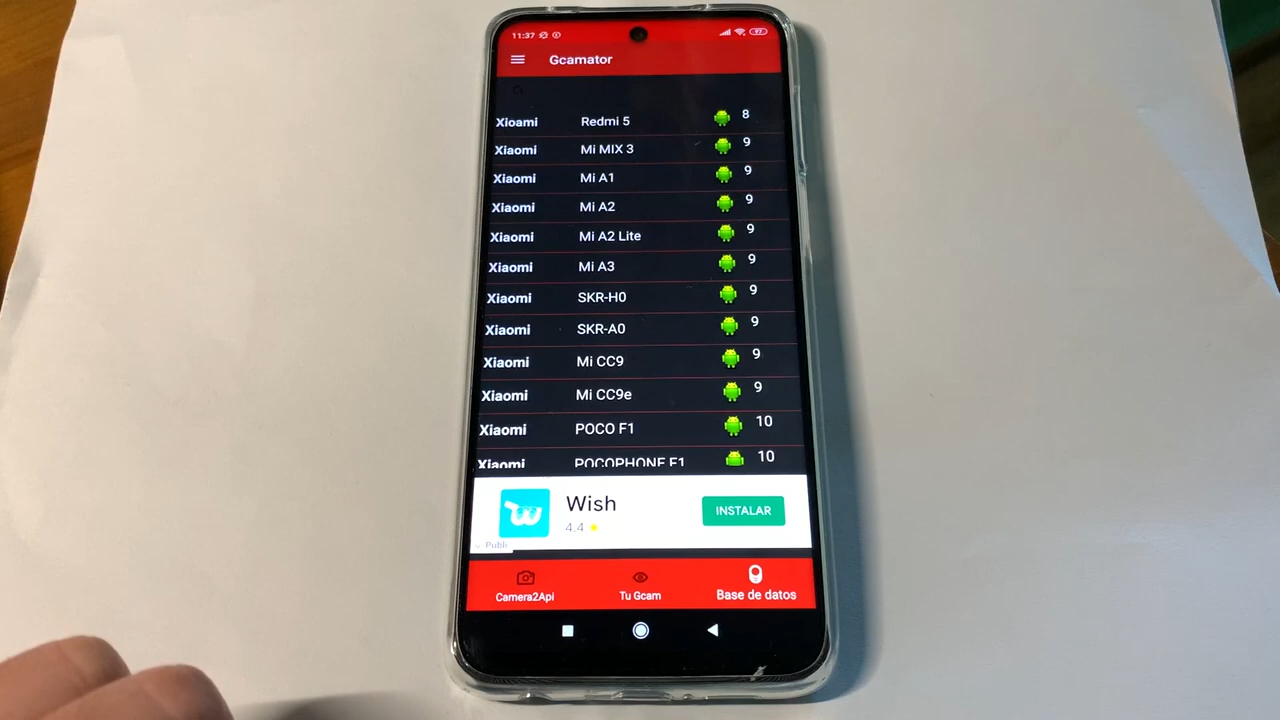 11:37 97
Gcamator
Xioami Redmi 5 8
Xiaomi Mi MIX 3 9
Xiaomi Mi A1 9
Xiaomi Mi A2 9
Xiaomi Mi A2 Lite 9
Xiaomi Mi A3 9
Xiaomi SKR-H0 9
Xiaomi SKR-A0 9
Xiaomi Mi CC9 9
Xiaomi Mi CC9e 9
Xiaomi POCO F1 10
Xiaomi POCOPHONE F1 10
Wish
4.4
INSTALAR
Publi
Camera2Api Tu Gcam Base de datos